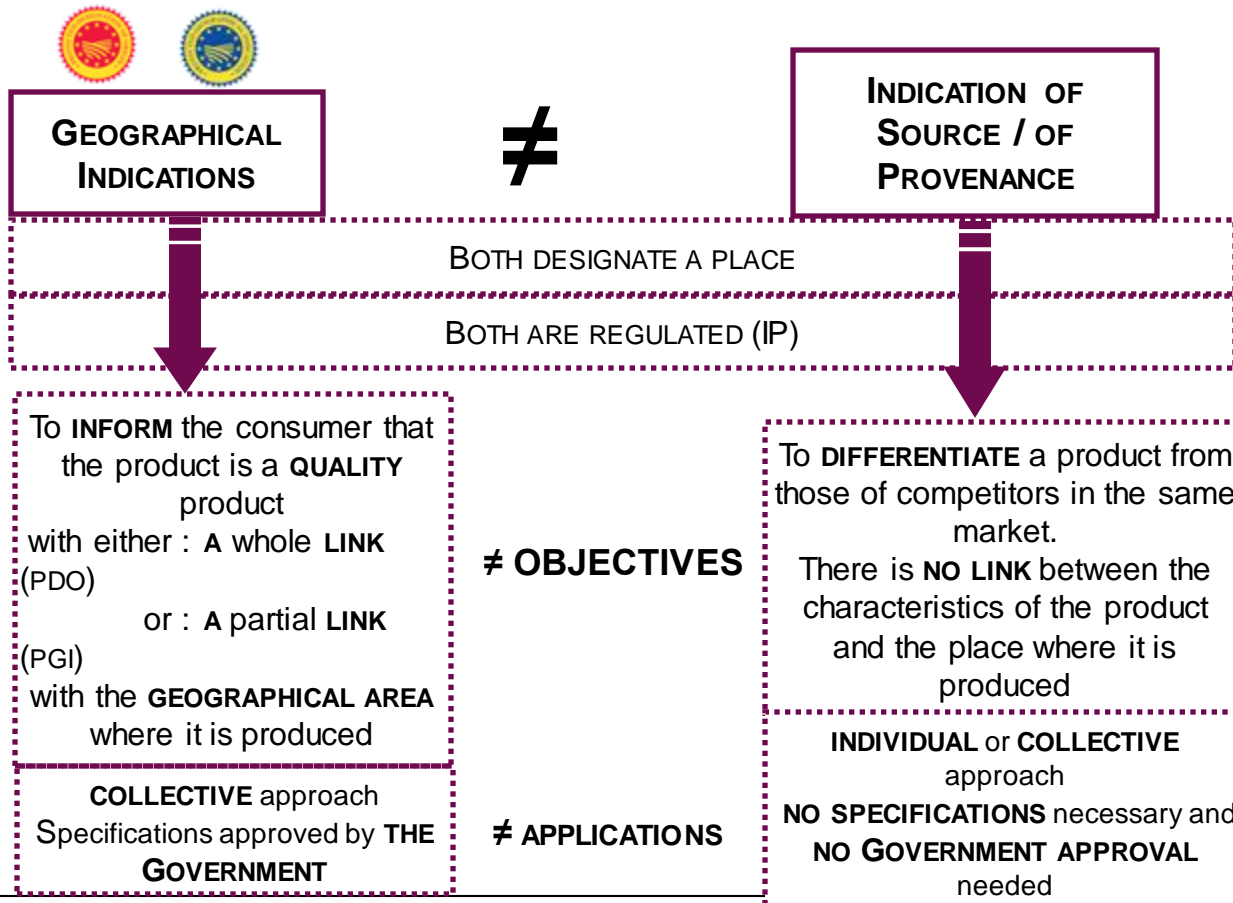 GEOGRAPHICAL
INDICATIONS
≠
INDICATION OF
SOURCE / OF
PROVENANCE
BOTH DESIGNATE A PLACE
BOTH ARE REGULATED (IP)
To INFORM the consumer that
the product is a QUALITY
product
with either : A whole LINK
(PDO)
or : A partial LINK
(PGI)
with the GEOGRAPHICAL AREA
where it is produced
≠ OBJECTIVES
To DIFFERENTIATE a product from
those of competitors in the same
market.
There is NO LINK between the
characteristics of the product
and the place where it is
produced
COLLECTIVE approach
Specifications approved by THE
GOVERNMENT
≠ APPLICATIONS
INDIVIDUAL or COLLECTIVE
approach
NO SPECIFICATIONS necessary and
NO GOVERNMENT APPROVAL
needed